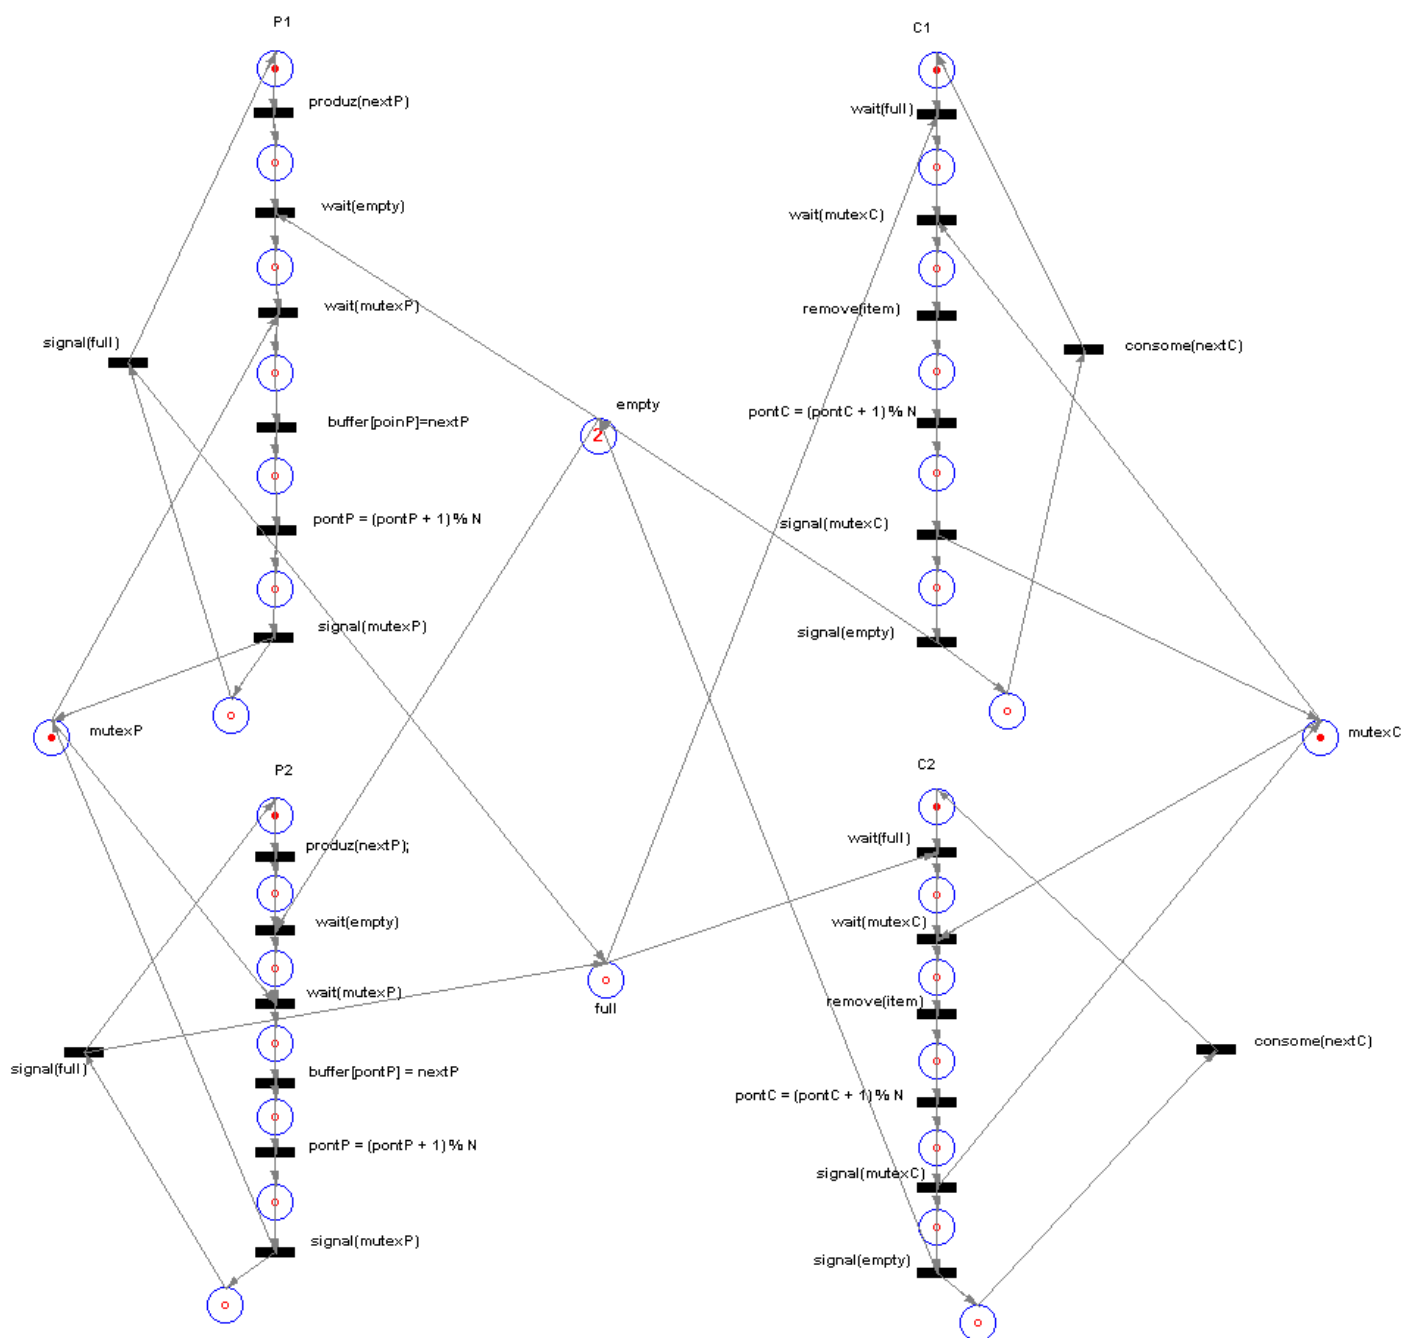 P1
produz(nextP)
wait(empty)
wait(mutexP)
signal(full)
buffer[poinP]=nextP
pontP = (pontP + 1) % N
signal(mutexP)
mutexP
empty
2
C1
wait(full)
wait(mutexC)
remove(item)
consome(nextC)
pontC = (pontC + 1) % N
signal(mutexC)
signal(empty)
mutexC
P2
produz(nextP);
wait(empty)
wait(mutexP)
signal(full)
buffer[pontP] = nextP
pontP = (pontP + 1) % N
signal(mutexP)
full
C2
wait(full)
wait(mutexC)
remove(item)
consome(nextC)
pontC = (pontC + 1) % N
signal(mutexC)
signal(empty)